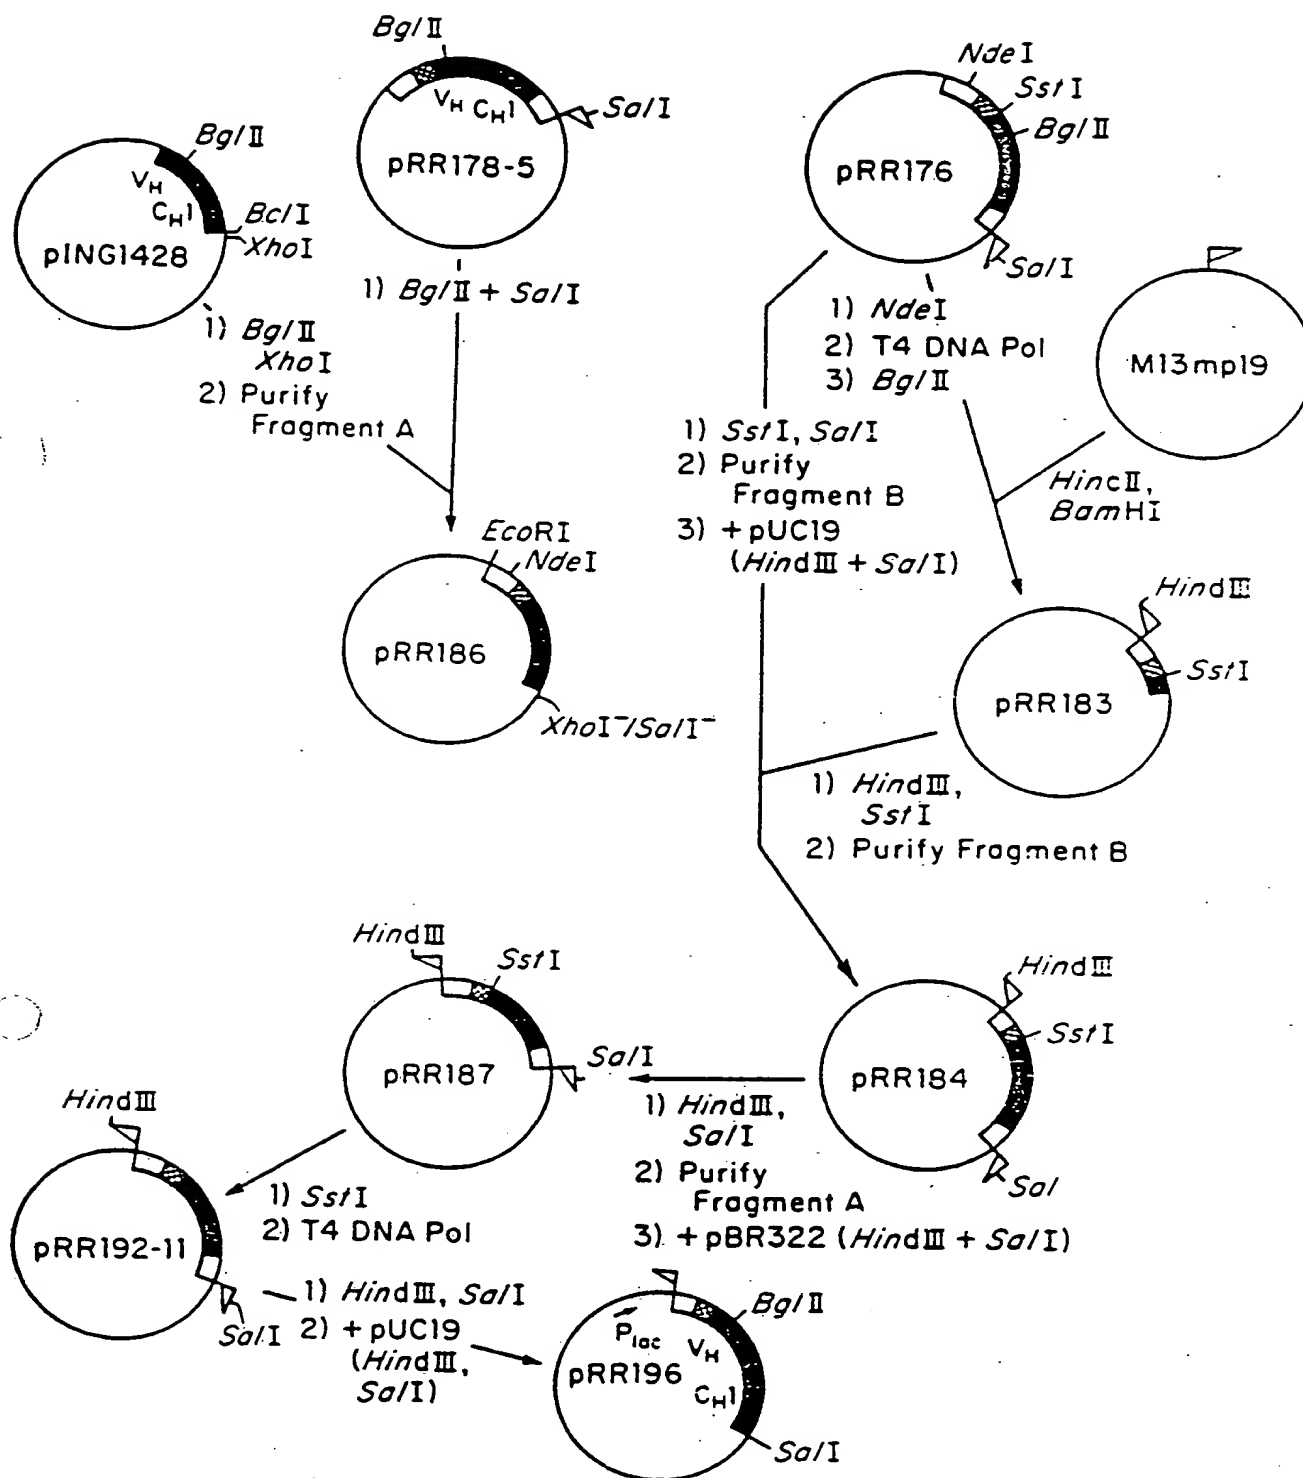 BglII
VH CH1
SalI
pRR178-5
1) BglII + SalI
BglII
VH
CH1
BclI
XhoI
pING1428
1) BglII
XhoI
2) Purify
Fragment A
EcoRI
NdeI
pRR186
XhoI⁻/SalI⁻
NdeI
SstI
BglII
pRR176
SalI
1) NdeI
2) T4 DNA Pol
3) BglII
M13mp19
HincII,
BamHI
1) SstI, SalI
2) Purify
Fragment B
3) + pUC19
(HindIII + SalI)
HindIII
SstI
pRR183
1) HindIII,
SstI
2) Purify Fragment B
HindIII
SstI
pRR184
Sal
1) HindIII,
SalI
2) Purify
Fragment A
3) + pBR322 (HindIII + SalI)
HindIII
SstI
pRR187
SalI
1) SstI
2) T4 DNA Pol
HindIII
pRR192-11
SalI
1) HindIII, SalI
2) + pUC19
(HindIII,
SalI)
BglII
Plac
VH
pRR196
CH1
SalI